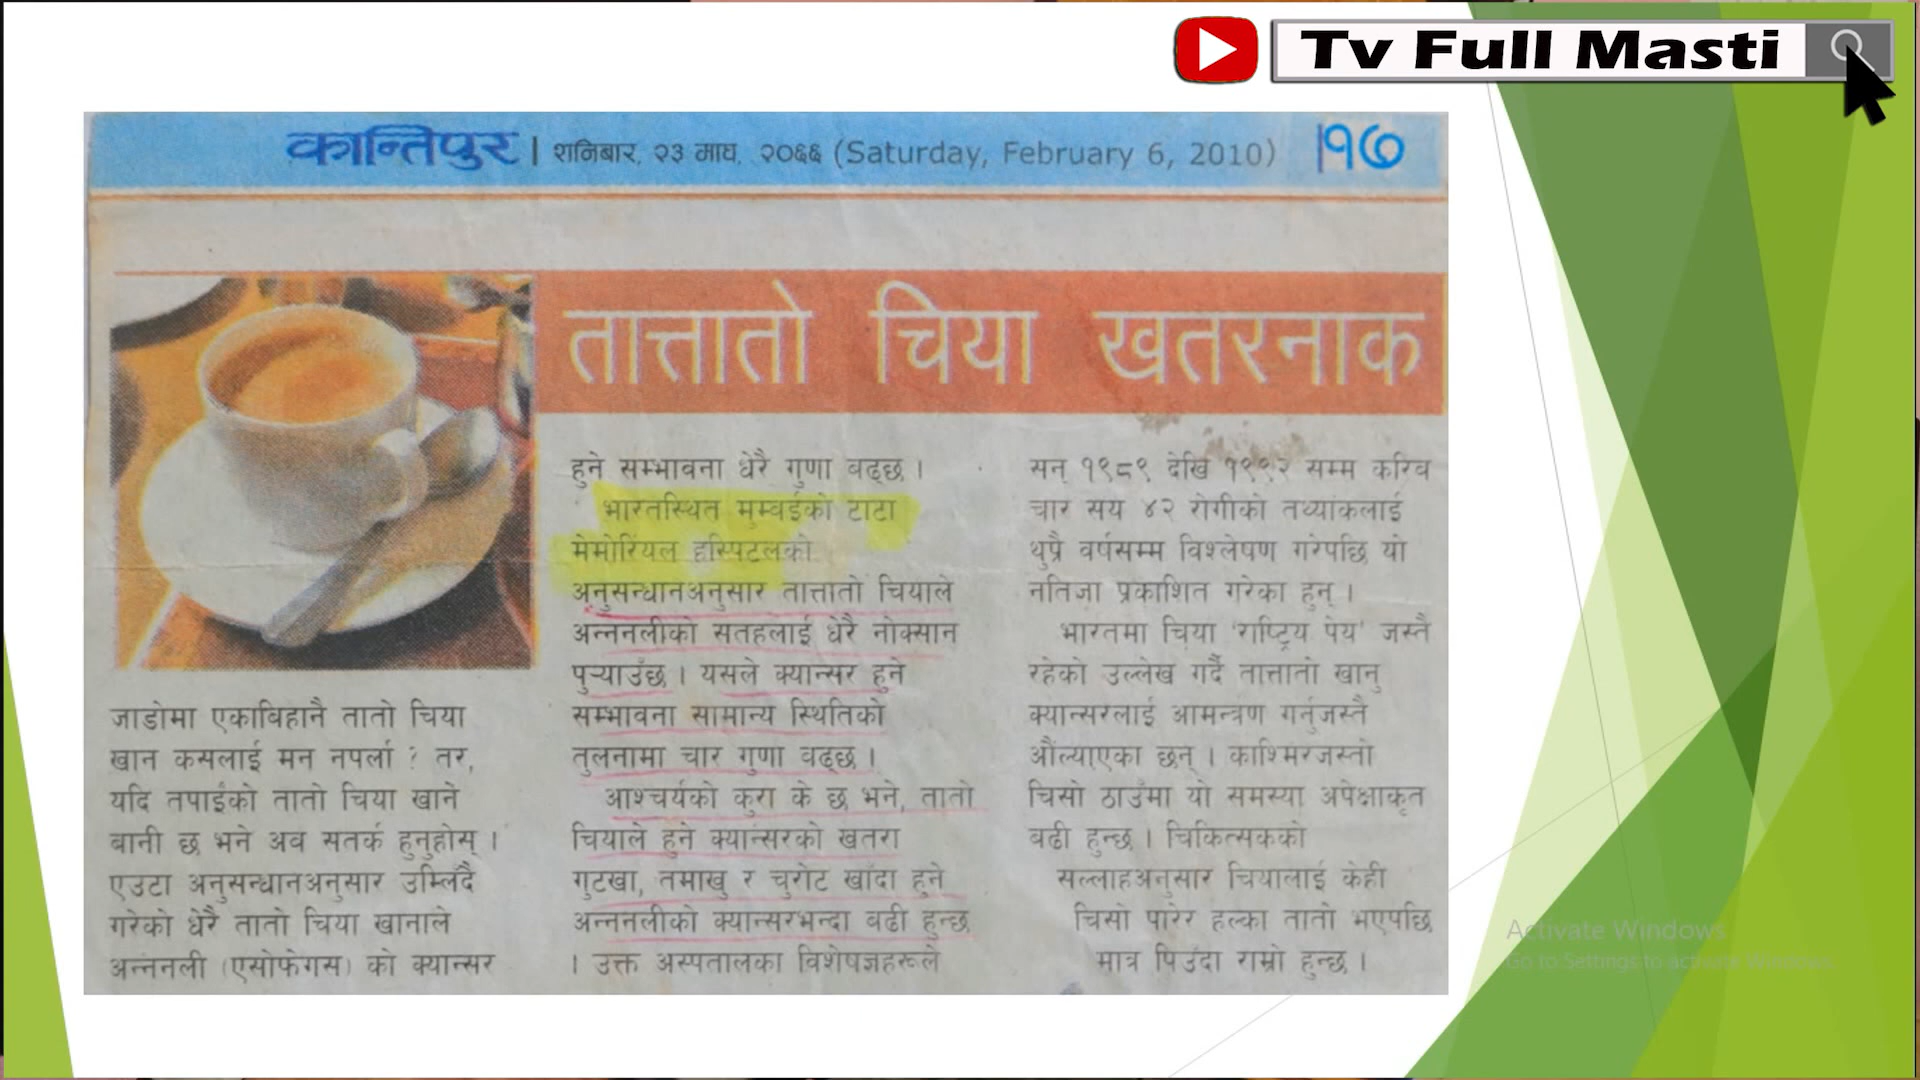 Tv Full Masti
कान्तिपुर | शनिबार, २३ माघ, २०६६ (Saturday, February 6, 2010) १७
तात्तातो चिया खतरनाक
जाडोमा एकाबिहानै तातो चिया
खान कसलाई मन नपर्ला ? तर,
यदि तपाईंको तातो चिया खाने
बानी छ भने अब सतर्क हुनुहोस् ।
एउटा अनुसन्धानअनुसार उम्लिँदै
गरेको धेरै तातो चिया खानाले
अन्ननली (एसोफेगस) को क्यान्सर
हुने सम्भावना धेरै गुणा बढ्छ ।
भारतस्थित मुम्बईको टाटा
मेमोरियल हस्पिटलको
अनुसन्धानअनुसार तात्तातो चियाले
अन्ननलीको सतहलाई धेरै नोक्सान
पुर्‍याउँछ । यसले क्यान्सर हुने
सम्भावना सामान्य स्थितिको
तुलनामा चार गुणा बढ्छ ।
आश्चर्यको कुरा के छ भने, तातो
चियाले हुने क्यान्सरको खतरा
गुटखा, तमाखु र चुरोट खाँदा हुने
अन्ननलीको क्यान्सरभन्दा बढी हुन्छ
। उक्त अस्पतालका विशेषज्ञहरूले
सन् १९८९ देखि १९९२ सम्म करिब
चार सय ४२ रोगीको तथ्यांकलाई
थुप्रै वर्षसम्म विश्लेषण गरेपछि यो
नतिजा प्रकाशित गरेका हुन् ।
भारतमा चिया 'राष्ट्रिय पेय' जस्तै
रहेको उल्लेख गर्दै तात्तातो खानु
क्यान्सरलाई आमन्त्रण गर्नुजस्तै
औंल्याएका छन् । काश्मिरजस्तो
चिसो ठाउँमा यो समस्या अपेक्षाकृत
बढी हुन्छ । चिकित्सकको
सल्लाहअनुसार चियालाई केही
चिसो पारेर हल्का तातो भएपछि
मात्र पिउँदा राम्रो हुन्छ ।
Activate Windows
Go to Settings to activate Windows.